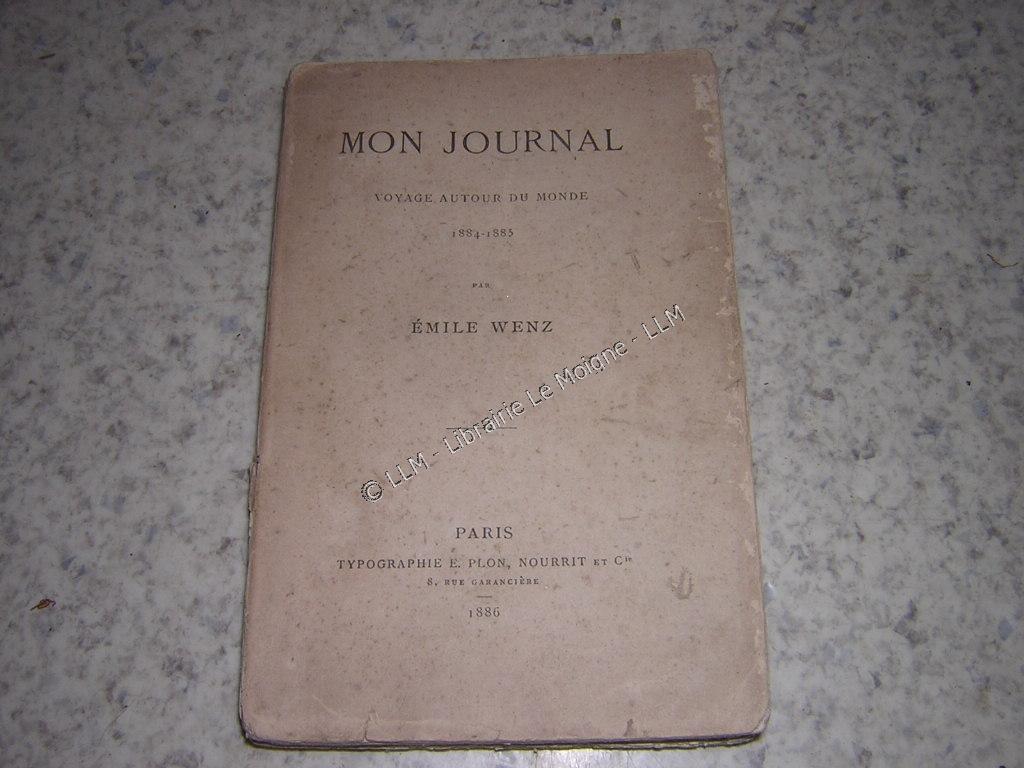 MON JOURNAL
VOYAGE AUTOUR DU MONDE
1884-1885
PAR
ÉMILE WENZ
© LLM - Librairie Le Moigne - LLM
PARIS
TYPOGRAPHIE E. PLON, NOURRIT ET Cie
8, RUE GARANCIÈRE
1886